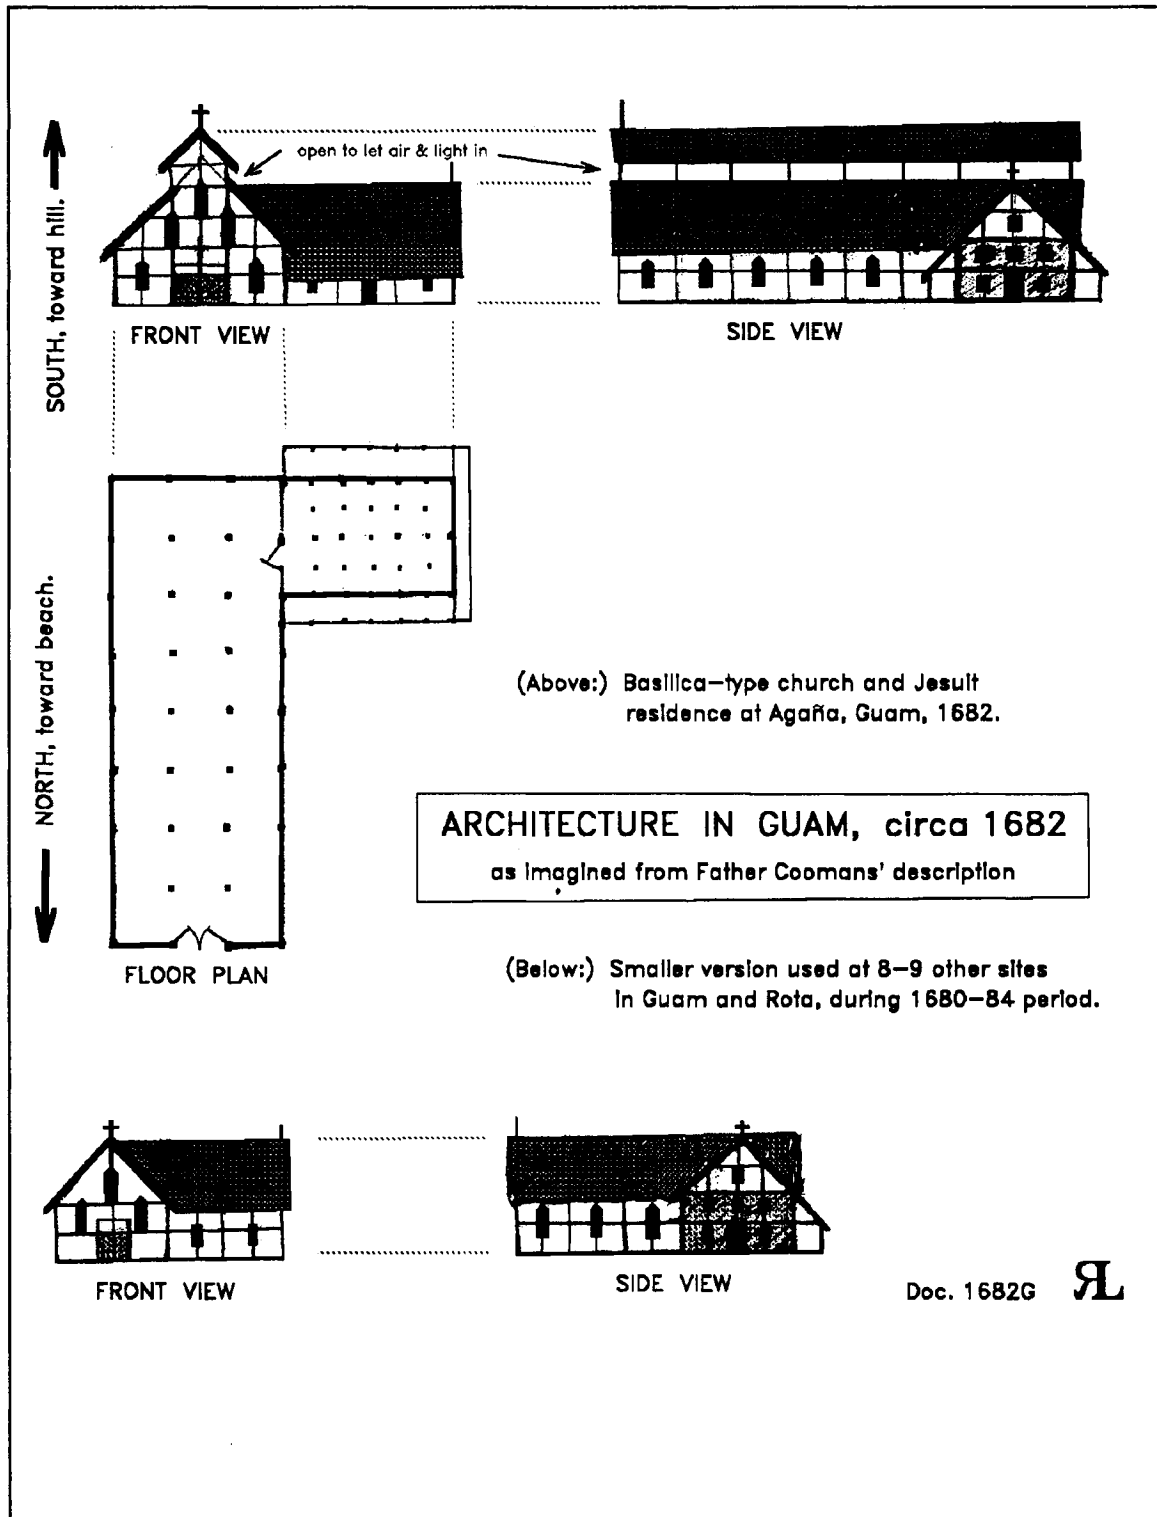 SOUTH, toward hill.
open to let air & light in
FRONT VIEW
SIDE VIEW
NORTH, toward beach.
FLOOR PLAN
(Above:) Basilica-type church and Jesuit
residence at Agaña, Guam, 1682.
ARCHITECTURE IN GUAM, circa 1682
as imagined from Father Coomans' description
(Below:) Smaller version used at 8-9 other sites
in Guam and Rota, during 1680-84 period.
FRONT VIEW
SIDE VIEW
Doc. 1682G
RL